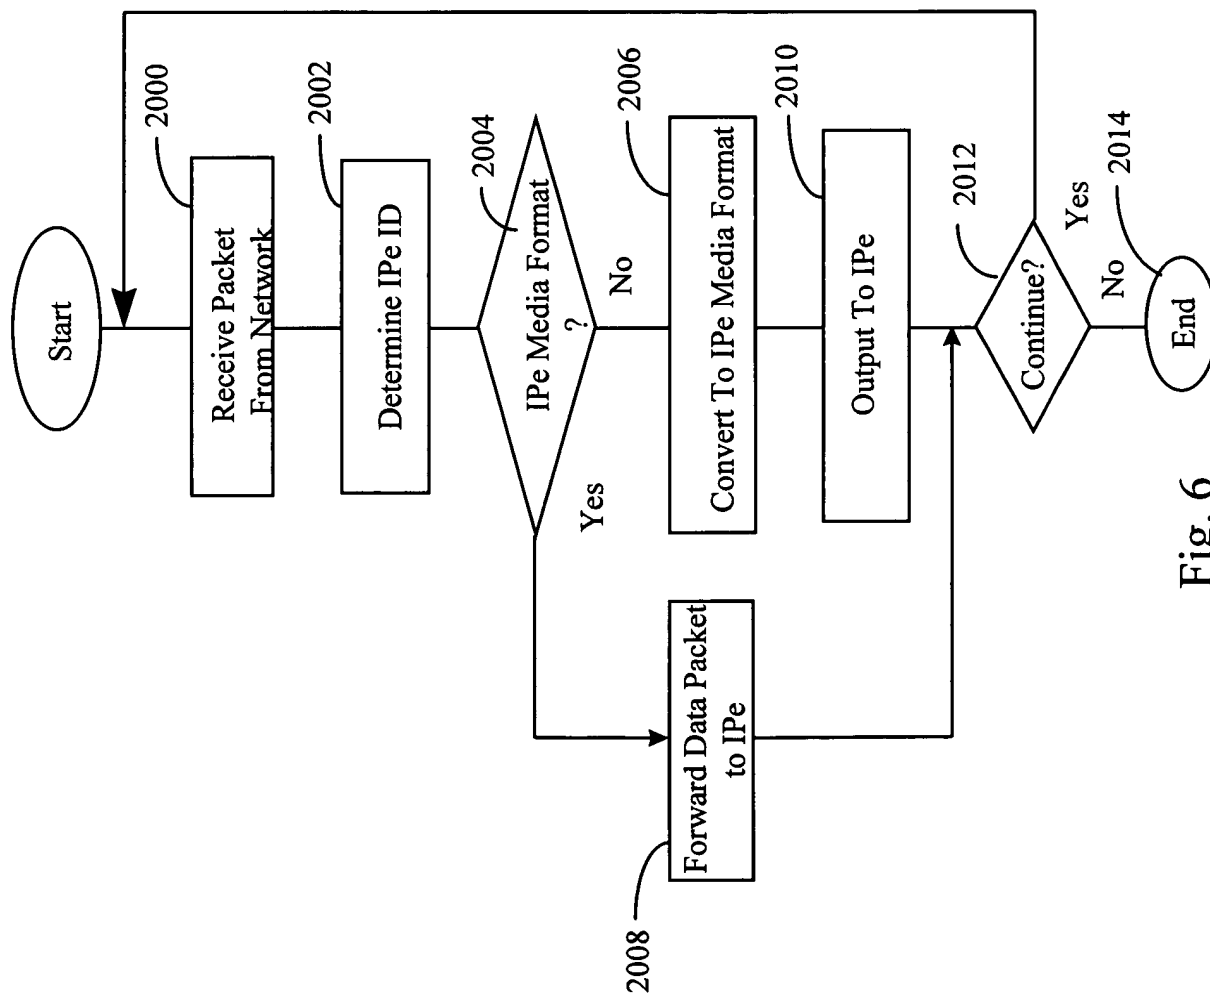 Start
2000
Receive Packet
From Network
2002
Determine IPe ID
2004
IPe Media Format
?
Yes
No
2006
Convert To IPe Media Format
2008
Forward Data Packet
to IPe
2010
Output To IPe
2012
Continue?
Yes
No
2014
End
Fig. 6